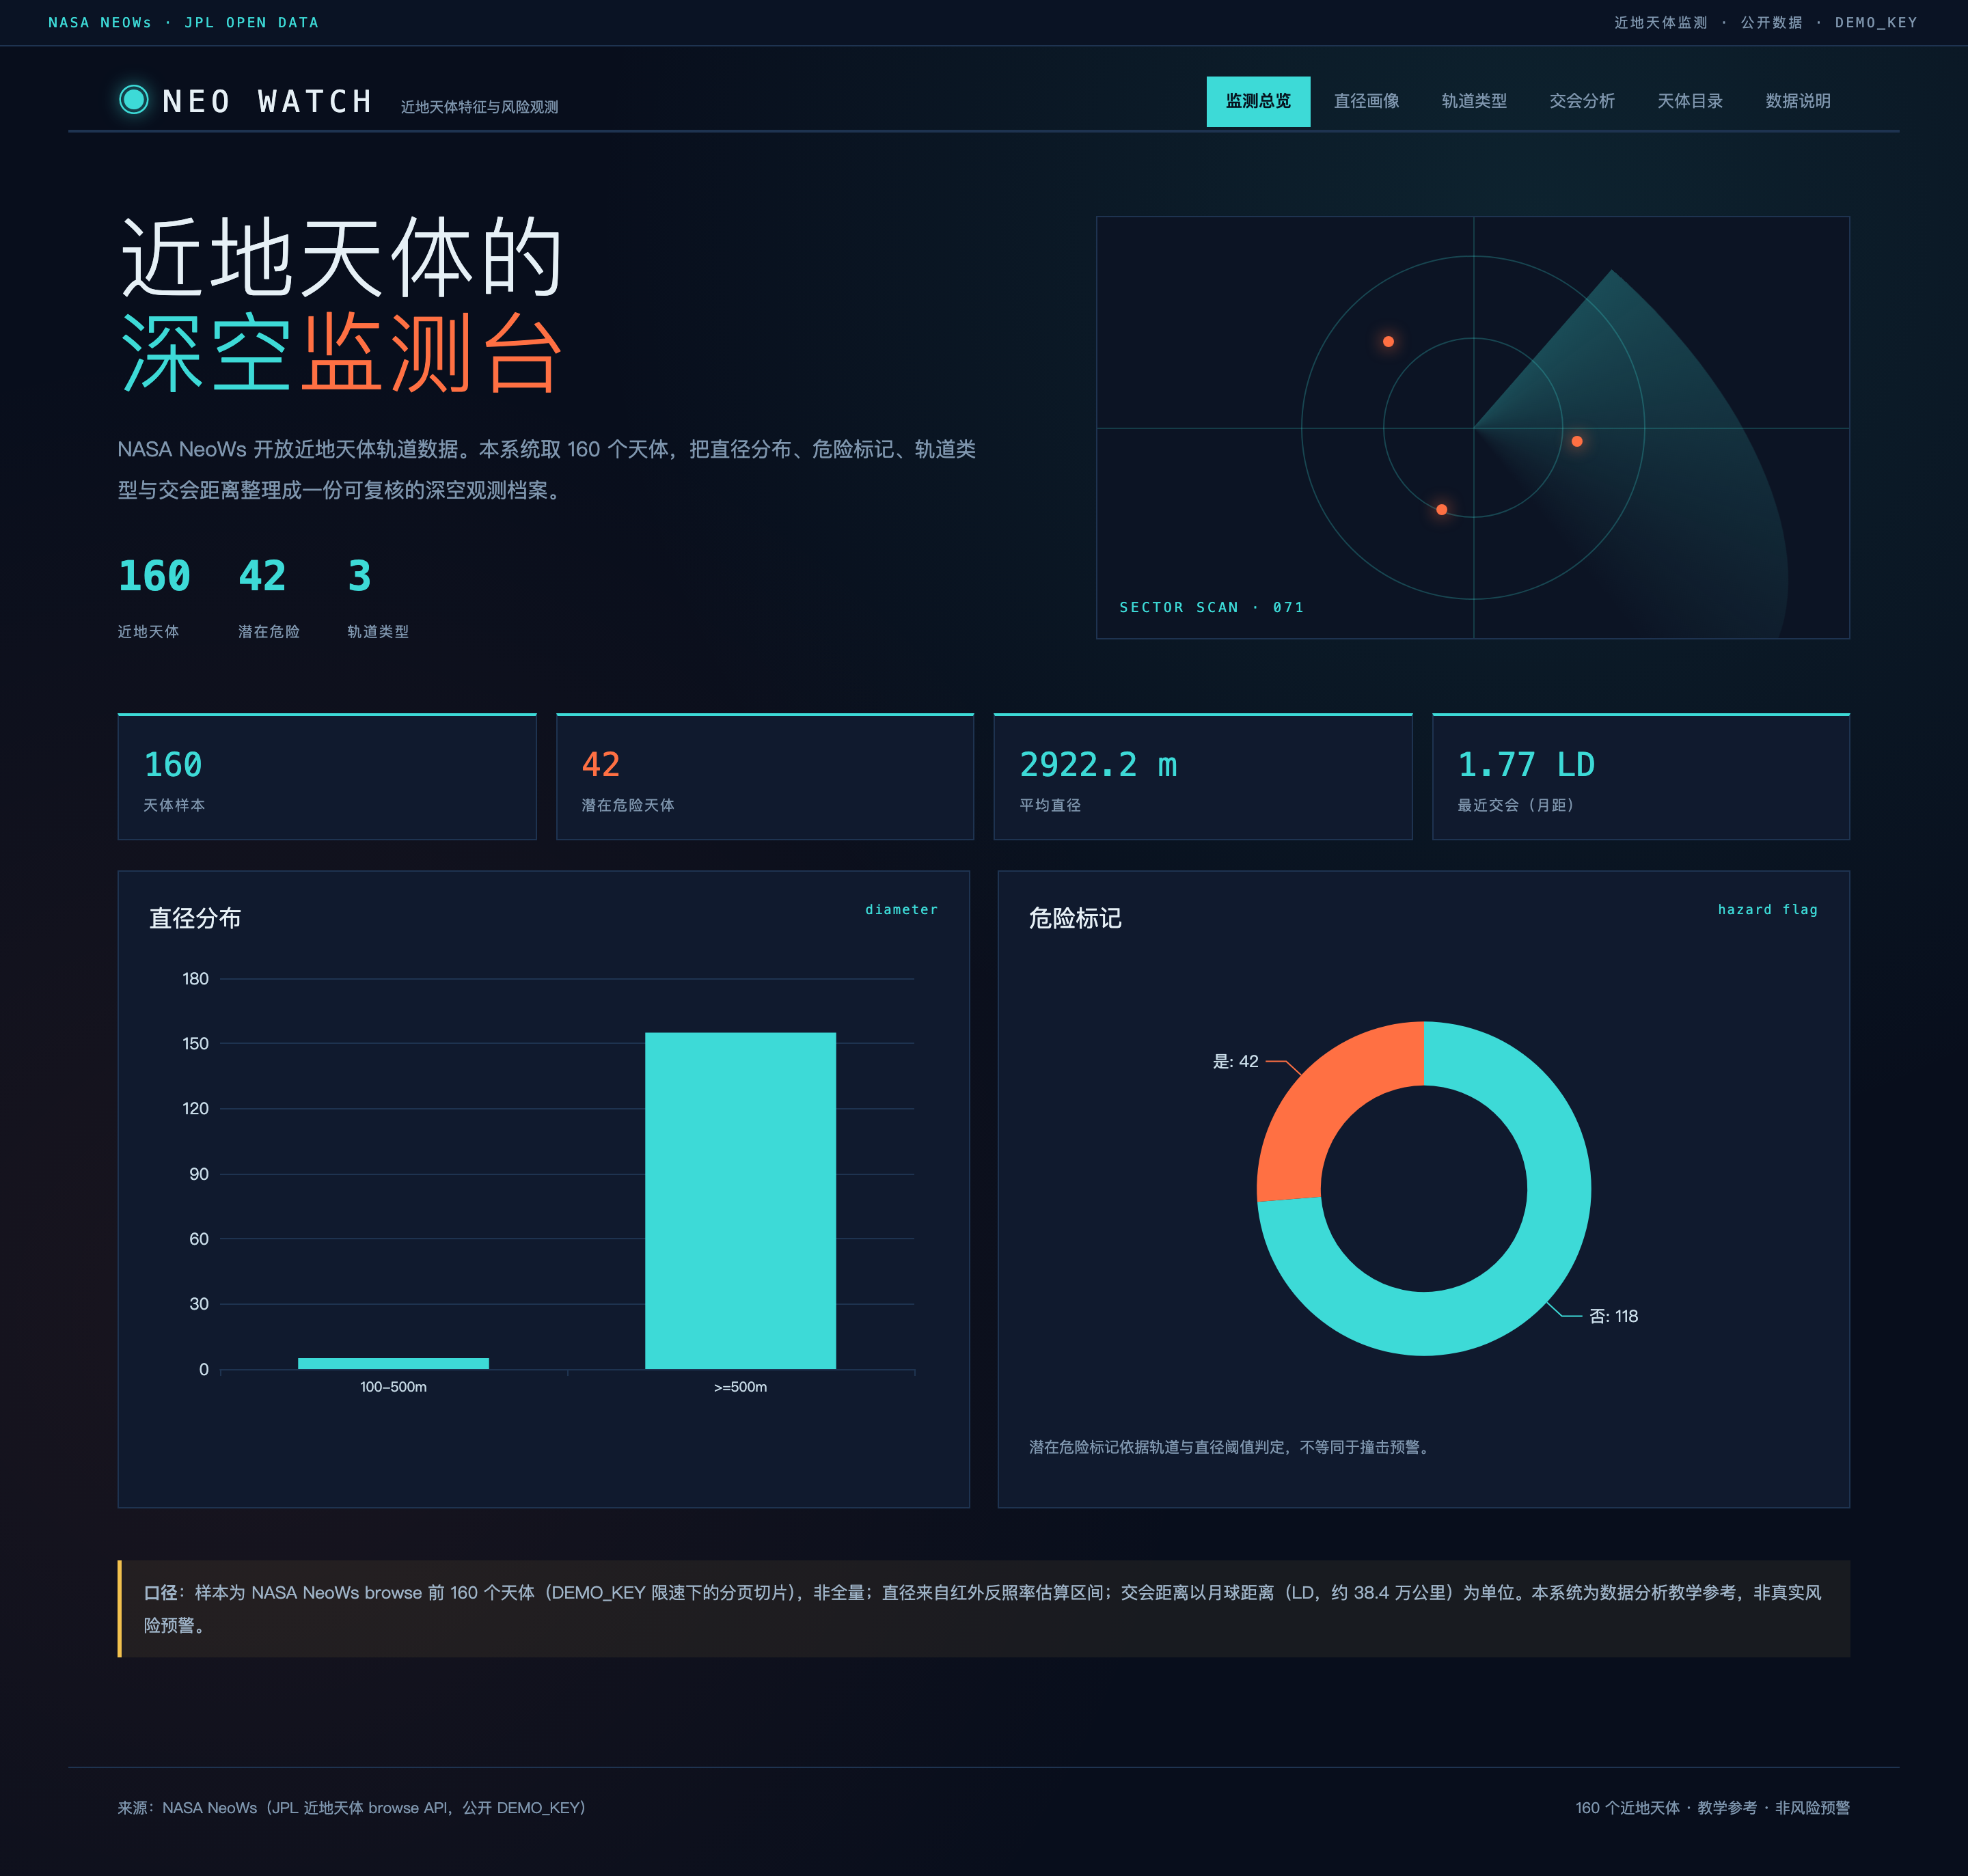 NASA NEOWs · JPL OPEN DATA
近地天体监测 · 公开数据 · DEMO_KEY
NEO WATCH
近地天体特征与风险观测
监测总览
直径画像
轨道类型
交会分析
天体目录
数据说明
近地天体的
深空监测台
NASA NeoWs 开放近地天体轨道数据。本系统取 160 个天体，把直径分布、危险标记、轨道类
型与交会距离整理成一份可复核的深空观测档案。
160
42
3
近地天体
潜在危险
轨道类型
SECTOR SCAN · 071
160
天体样本
42
潜在危险天体
2922.2 m
平均直径
1.77 LD
最近交会（月距）
直径分布
diameter
180
150
120
90
60
30
0
100–500m
>=500m
危险标记
hazard flag
是: 42
否: 118
潜在危险标记依据轨道与直径阈值判定，不等同于撞击预警。
口径：样本为 NASA NeoWs browse 前 160 个天体（DEMO_KEY 限速下的分页切片），非全量；直径来自红外反照率估算区间；交会距离以月球距离（LD，约 38.4 万公里）为单位。本系统为数据分析教学参考，非真实风
险预警。
来源：NASA NeoWs（JPL 近地天体 browse API，公开 DEMO_KEY）
160 个近地天体 · 教学参考 · 非风险预警